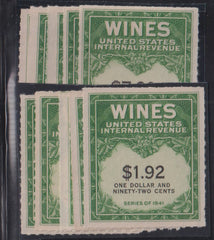 WINES
UNITED STATES
INTERNAL REVENUE
WINES
UNITED STATES
INTERNAL REVENUE
$1.92
ONE DOLLAR AND
NINETY-TWO CENTS
SERIES OF 1941